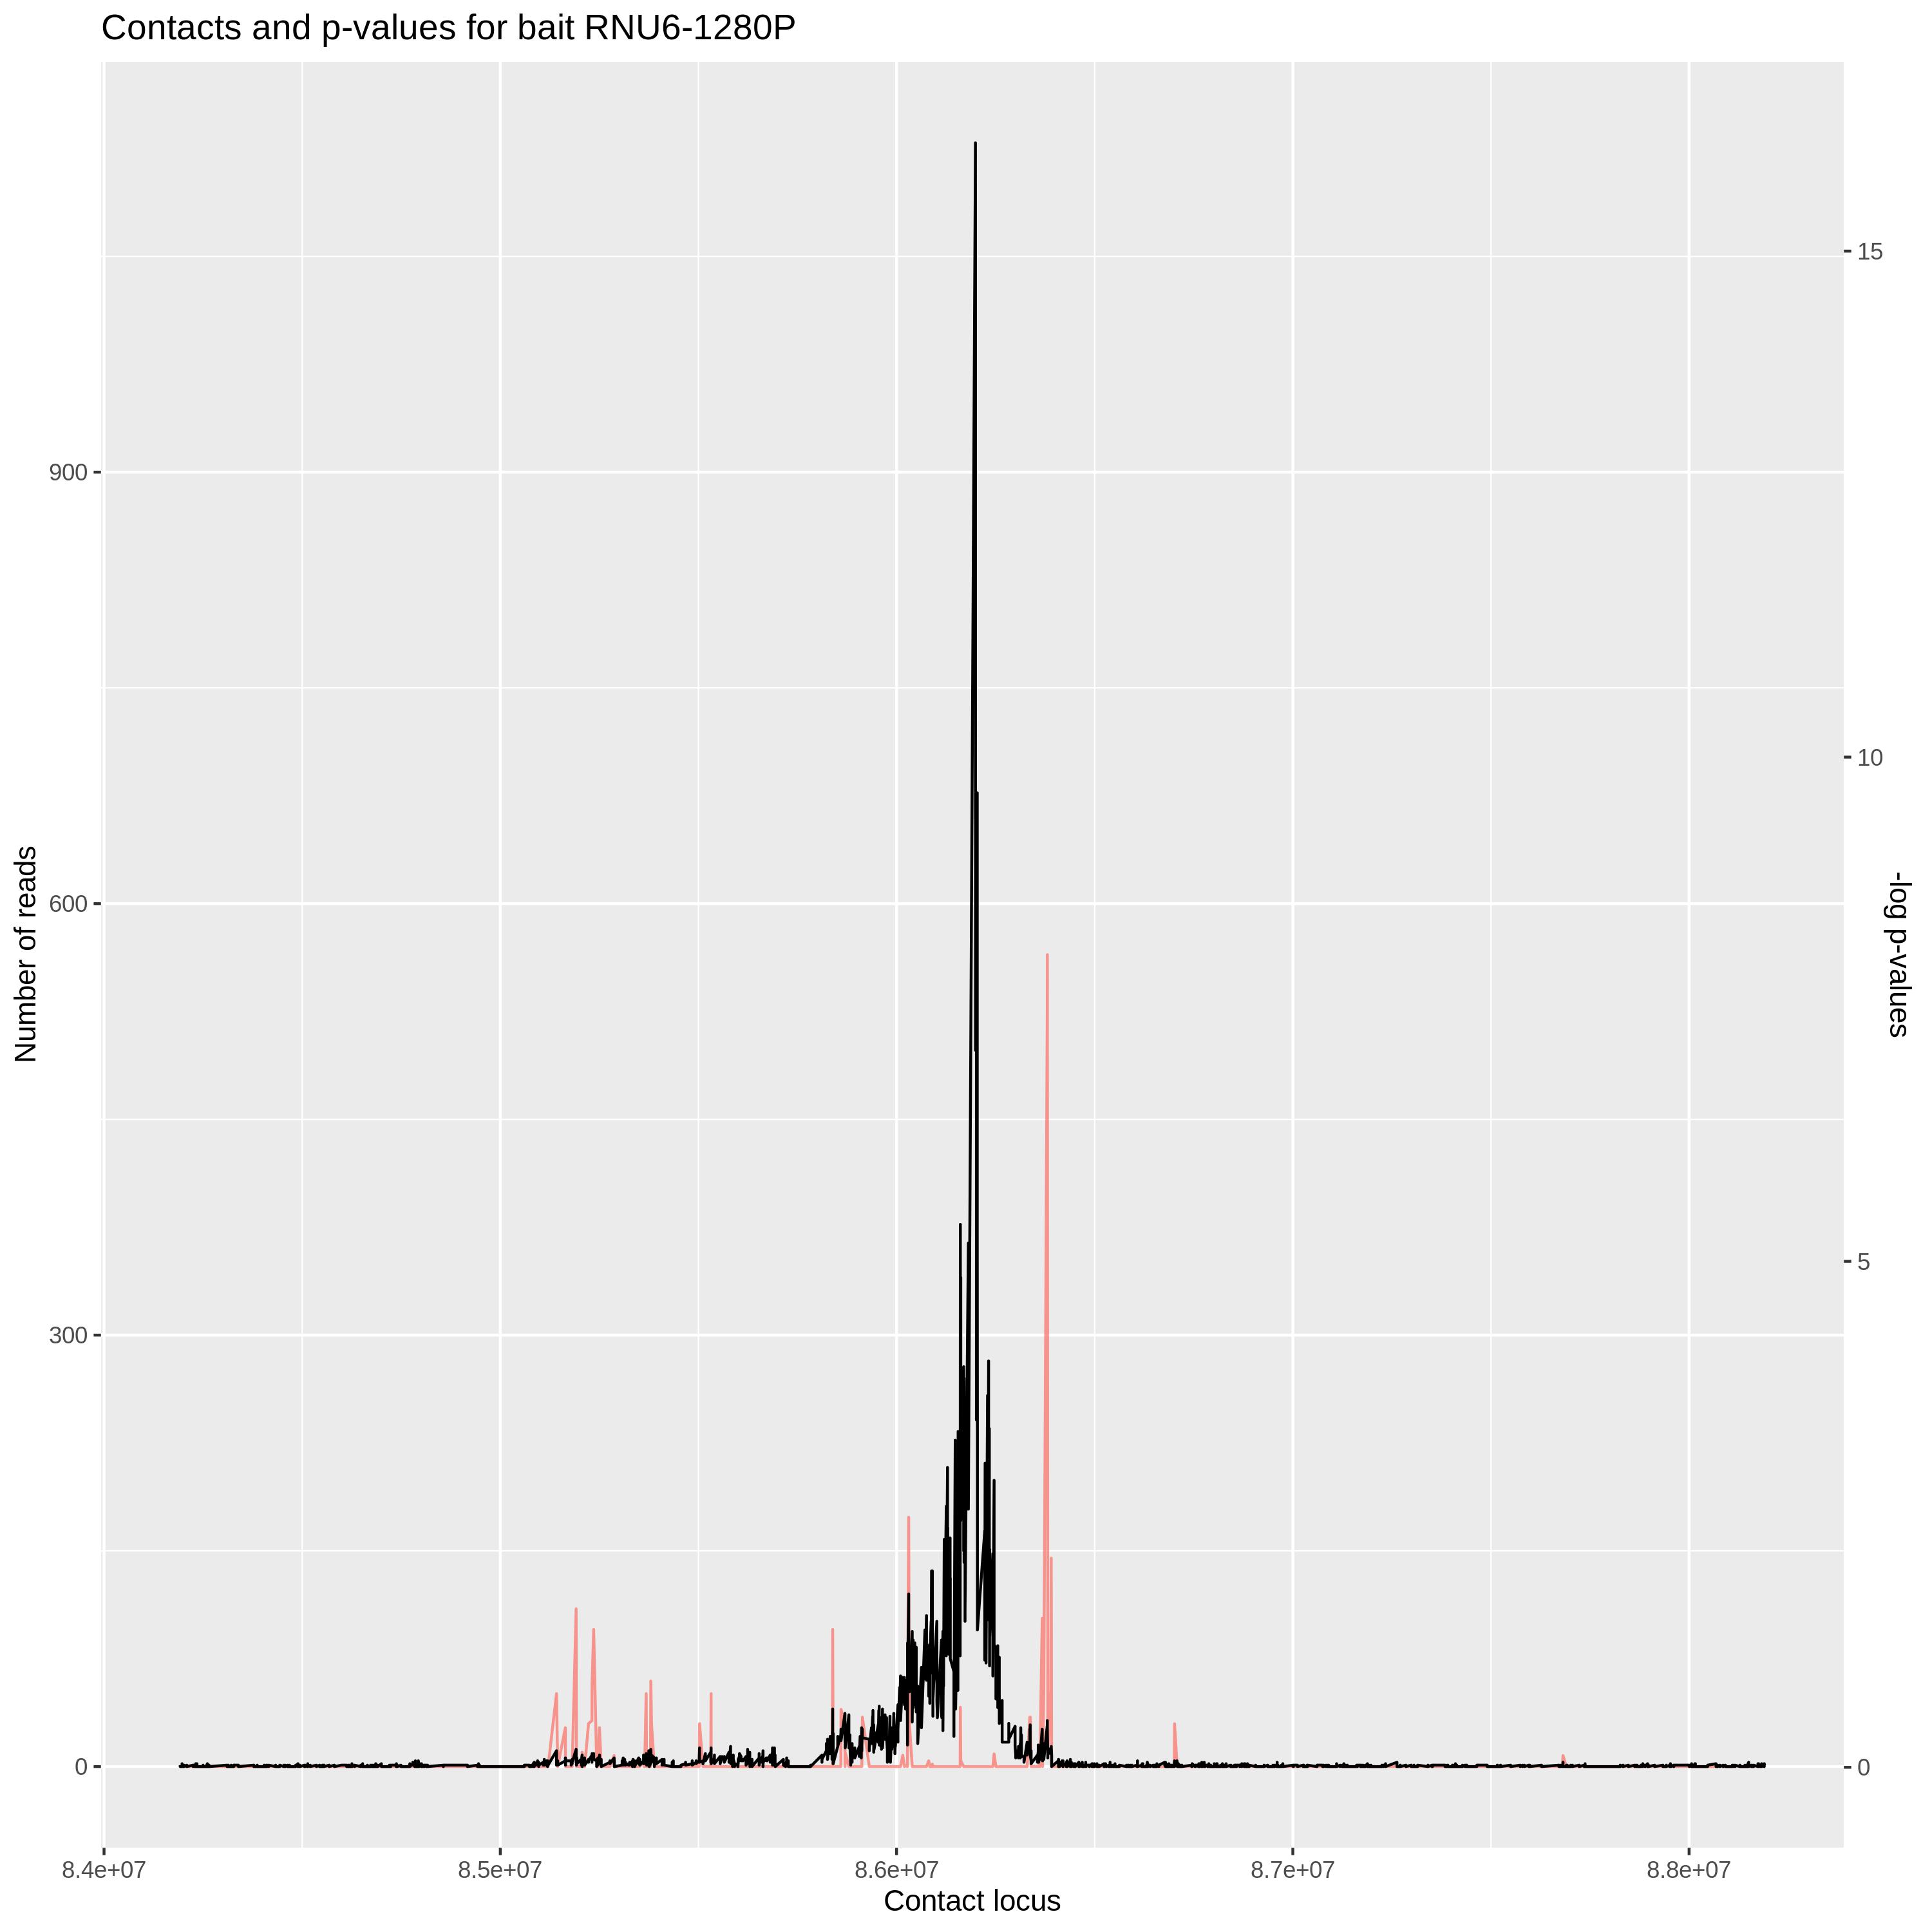 Contacts and p-values for bait RNU6-1280P
15
900
10
Number of reads
600
-log p-values
5
300
0
0
8.4e+07
8.5e+07
8.6e+07
8.7e+07
8.8e+07
Contact locus